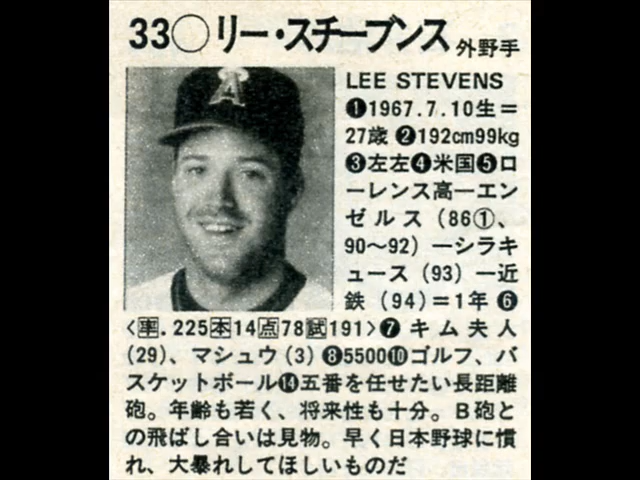 33○リー・スチーブンス 外野手
LEE STEVENS
❶1967.7.10生＝
27歳❷192cm99kg
❸左左❹米国❺ロ
ーレンス高―エン
ゼルス(86①、
90〜92)―シラキ
ュース(93)―近
鉄(94)＝1年❻
A
<率.225本14点78試191>❼キム夫人
(29)、マシュウ(3)❽5500❿ゴルフ、バ
スケットボール⓮五番を任せたい長距離
砲。年齢も若く、将来性も十分。B砲と
の飛ばし合いは見物。早く日本野球に慣
れ、大暴れしてほしいものだ